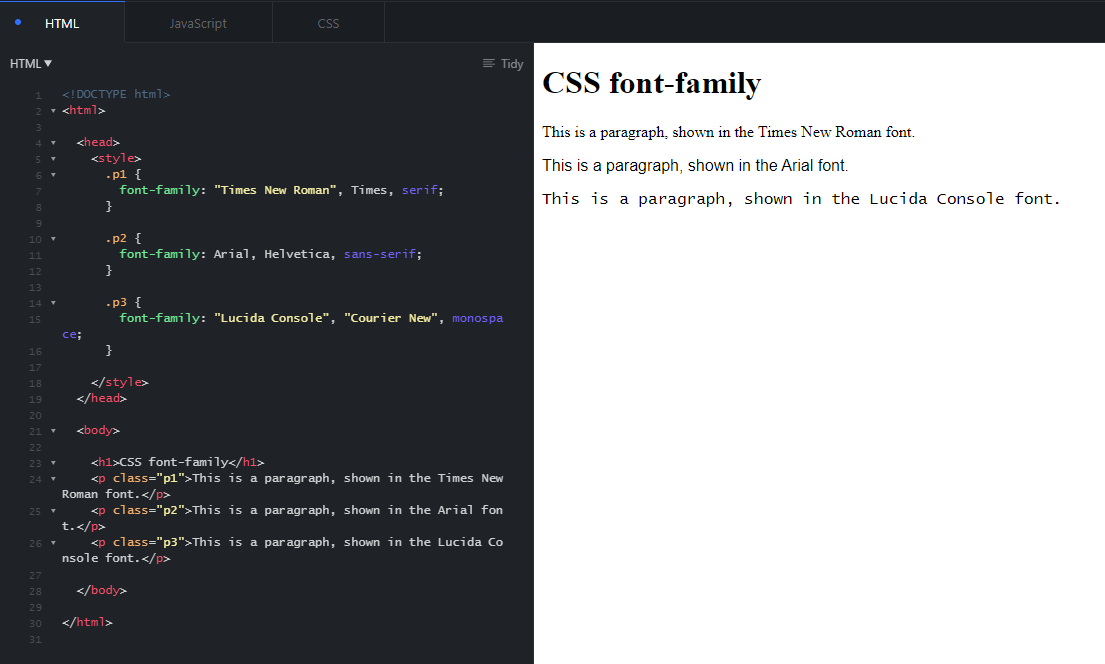 HTML
JavaScript
CSS
HTML ▼
Tidy
1 <!DOCTYPE html>
2 <html>
3
4 <head>
5 <style>
6 .p1 {
7 font-family: "Times New Roman", Times, serif;
8 }
9
10 .p2 {
11 font-family: Arial, Helvetica, sans-serif;
12 }
13
14 .p3 {
15 font-family: "Lucida Console", "Courier New", monospa
ce;
16 }
17
18 </style>
19 </head>
20
21 <body>
22
23 <h1>CSS font-family</h1>
24 <p class="p1">This is a paragraph, shown in the Times New
Roman font.</p>
25 <p class="p2">This is a paragraph, shown in the Arial fon
t.</p>
26 <p class="p3">This is a paragraph, shown in the Lucida Co
nsole font.</p>
27
28 </body>
29
30 </html>
31
CSS font-family
This is a paragraph, shown in the Times New Roman font.
This is a paragraph, shown in the Arial font.
This is a paragraph, shown in the Lucida Console font.